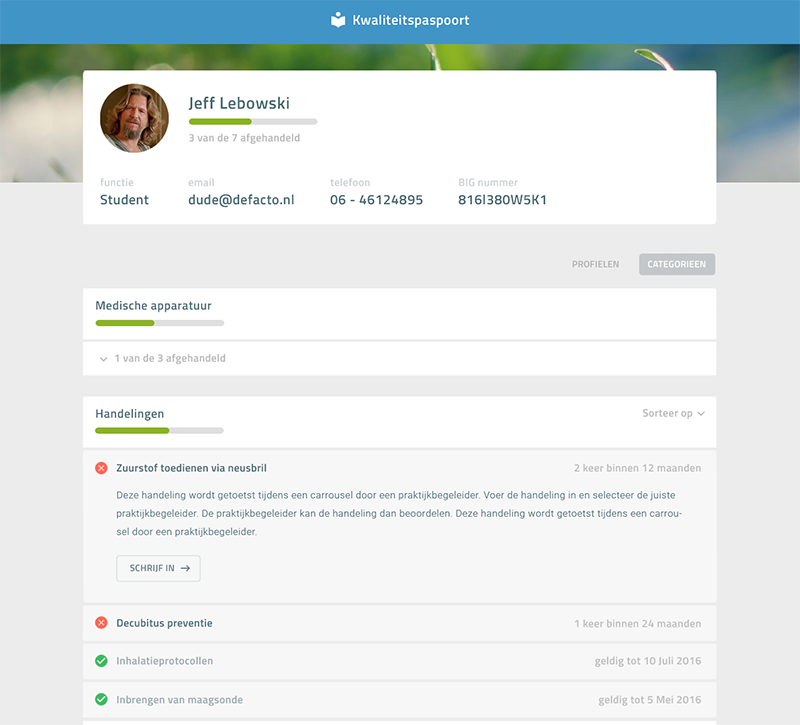 Kwaliteitspaspoort
Jeff Lebowski
3 van de 7 afgehandeld
functie email telefoon BIG nummer
Student dude@defacto.nl 06 - 46124895 816l380W5K1
PROFIELEN CATEGORIEEN
Medische apparatuur
1 van de 3 afgehandeld
Handelingen Sorteer op
Zuurstof toedienen via neusbril 2 keer binnen 12 maanden
Deze handeling wordt getoetst tijdens een carrousel door een praktijkbegeleider. Voer de handeling in en selecteer de juiste
praktijkbegeleider. De praktijkbegeleider kan de handeling dan beoordelen. Deze handeling wordt getoetst tijdens een carrou-
sel door een praktijkbegeleider.
SCHRIJF IN →
Decubitus preventie 1 keer binnen 24 maanden
Inhalatieprotocollen geldig tot 10 Juli 2016
Inbrengen van maagsonde geldig tot 5 Mei 2016